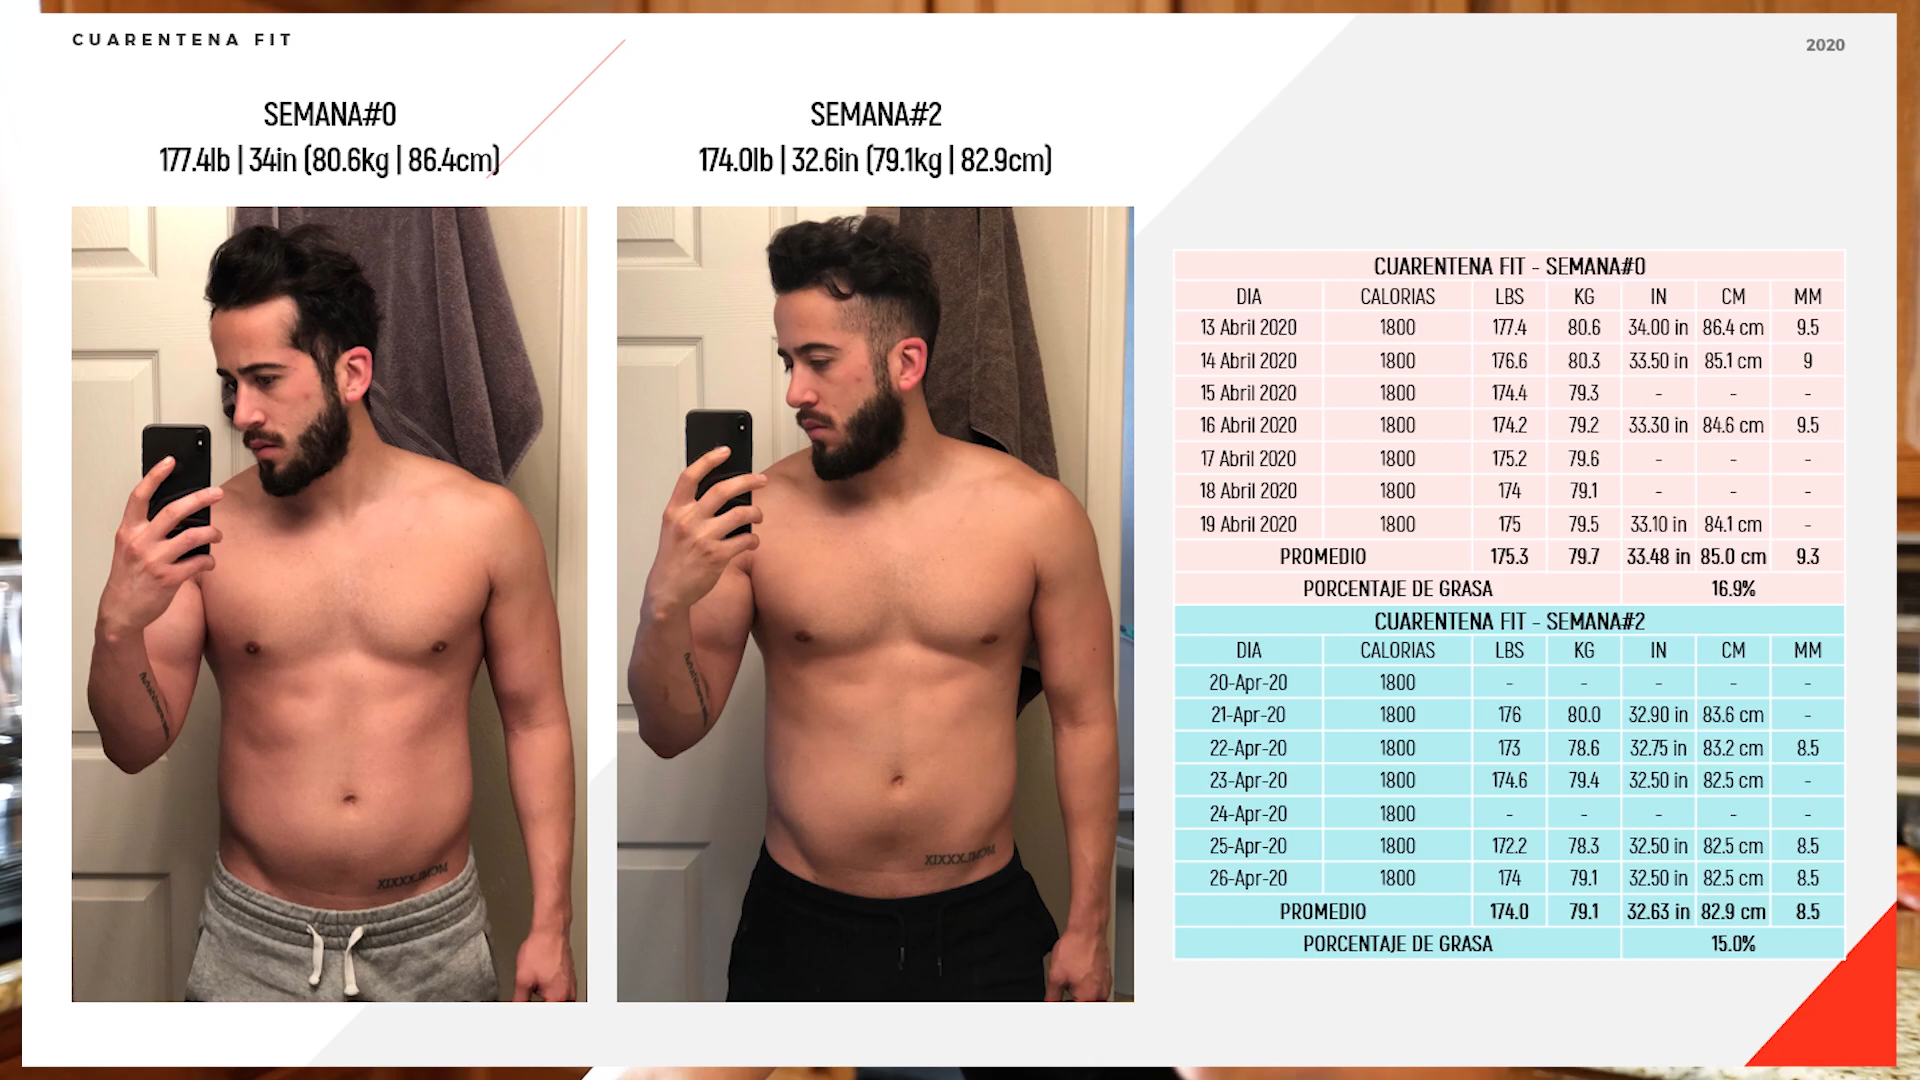 CUARENTENA FIT
2020
SEMANA#0
177.4lb | 34in (80.6kg | 86.4cm)
SEMANA#2
174.0lb | 32.6in (79.1kg | 82.9cm)
CUARENTENA FIT - SEMANA#0
DIA CALORIAS LBS KG IN CM MM
13 Abril 2020 1800 177.4 80.6 34.00 in 86.4 cm 9.5
14 Abril 2020 1800 176.6 80.3 33.50 in 85.1 cm 9
15 Abril 2020 1800 174.4 79.3 - - -
16 Abril 2020 1800 174.2 79.2 33.30 in 84.6 cm 9.5
17 Abril 2020 1800 175.2 79.6 - - -
18 Abril 2020 1800 174 79.1 - - -
19 Abril 2020 1800 175 79.5 33.10 in 84.1 cm -
PROMEDIO 175.3 79.7 33.48 in 85.0 cm 9.3
PORCENTAJE DE GRASA 16.9%
CUARENTENA FIT - SEMANA#2
DIA CALORIAS LBS KG IN CM MM
20-Apr-20 1800 - - - - -
21-Apr-20 1800 176 80.0 32.90 in 83.6 cm -
22-Apr-20 1800 173 78.6 32.75 in 83.2 cm 8.5
23-Apr-20 1800 174.6 79.4 32.50 in 82.5 cm -
24-Apr-20 1800 - - - - -
25-Apr-20 1800 172.2 78.3 32.50 in 82.5 cm 8.5
26-Apr-20 1800 174 79.1 32.50 in 82.5 cm 8.5
PROMEDIO 174.0 79.1 32.63 in 82.9 cm 8.5
PORCENTAJE DE GRASA 15.0%